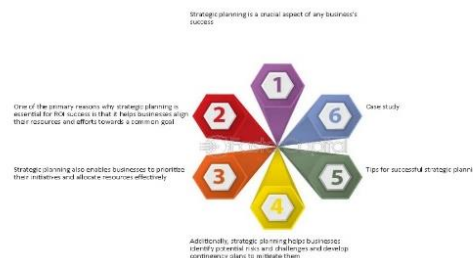 Strategic planning is a crucial aspect of any business's
success
1
2
One of the primary reasons why strategic planning is
essential for ROI success is that it helps businesses align
their resources and efforts towards a common goal
6
Case study
3
Strategic planning also enables businesses to prioritize
their initiatives and allocate resources effectively
5
Tips for successful strategic planni
4
Additionally, strategic planning helps businesses
identify potential risks and challenges and develop
contingency plans to mitigate them